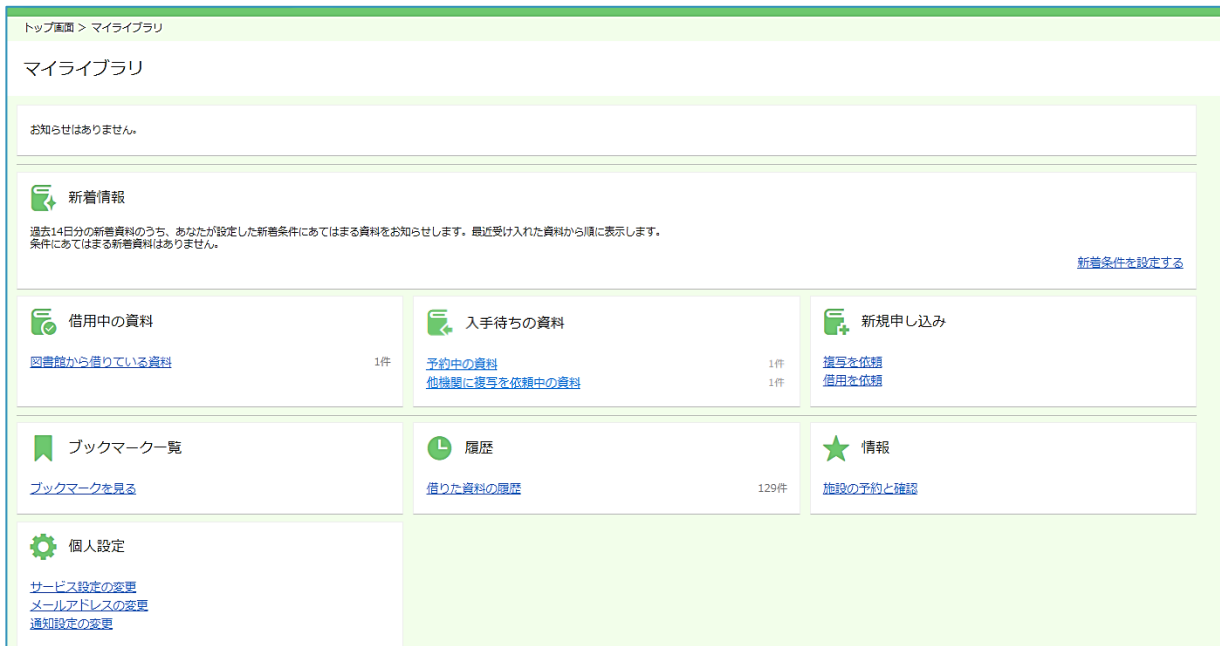 トップ画面 > マイライブラリ
マイライブラリ
お知らせはありません。
新着情報
過去14日分の新着資料のうち、あなたが設定した新着条件にあてはまる資料をお知らせします。最近受け入れた資料から順に表示します。
条件にあてはまる新着資料はありません。
新着条件を設定する
借用中の資料
図書館から借りている資料 1件
入手待ちの資料
予約中の資料 1件
他機関に複写を依頼中の資料 1件
新規申し込み
複写を依頼
借用を依頼
ブックマーク一覧
ブックマークを見る
履歴
借りた資料の履歴 129件
情報
施設の予約と確認
個人設定
サービス設定の変更
メールアドレスの変更
通知設定の変更